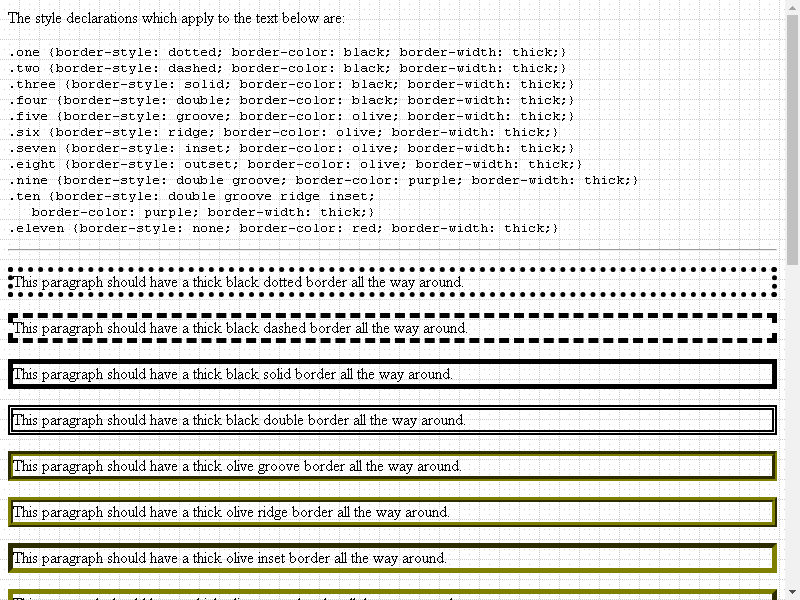 The style declarations which apply to the text below are:
.one {border-style: dotted; border-color: black; border-width: thick;}
.two {border-style: dashed; border-color: black; border-width: thick;}
.three {border-style: solid; border-color: black; border-width: thick;}
.four {border-style: double; border-color: black; border-width: thick;}
.five {border-style: groove; border-color: olive; border-width: thick;}
.six {border-style: ridge; border-color: olive; border-width: thick;}
.seven {border-style: inset; border-color: olive; border-width: thick;}
.eight {border-style: outset; border-color: olive; border-width: thick;}
.nine {border-style: double groove; border-color: purple; border-width: thick;}
.ten {border-style: double groove ridge inset;
border-color: purple; border-width: thick;}
.eleven {border-style: none; border-color: red; border-width: thick;}
This paragraph should have a thick black dotted border all the way around.
This paragraph should have a thick black dashed border all the way around.
This paragraph should have a thick black solid border all the way around.
This paragraph should have a thick black double border all the way around.
This paragraph should have a thick olive groove border all the way around.
This paragraph should have a thick olive ridge border all the way around.
This paragraph should have a thick olive inset border all the way around.